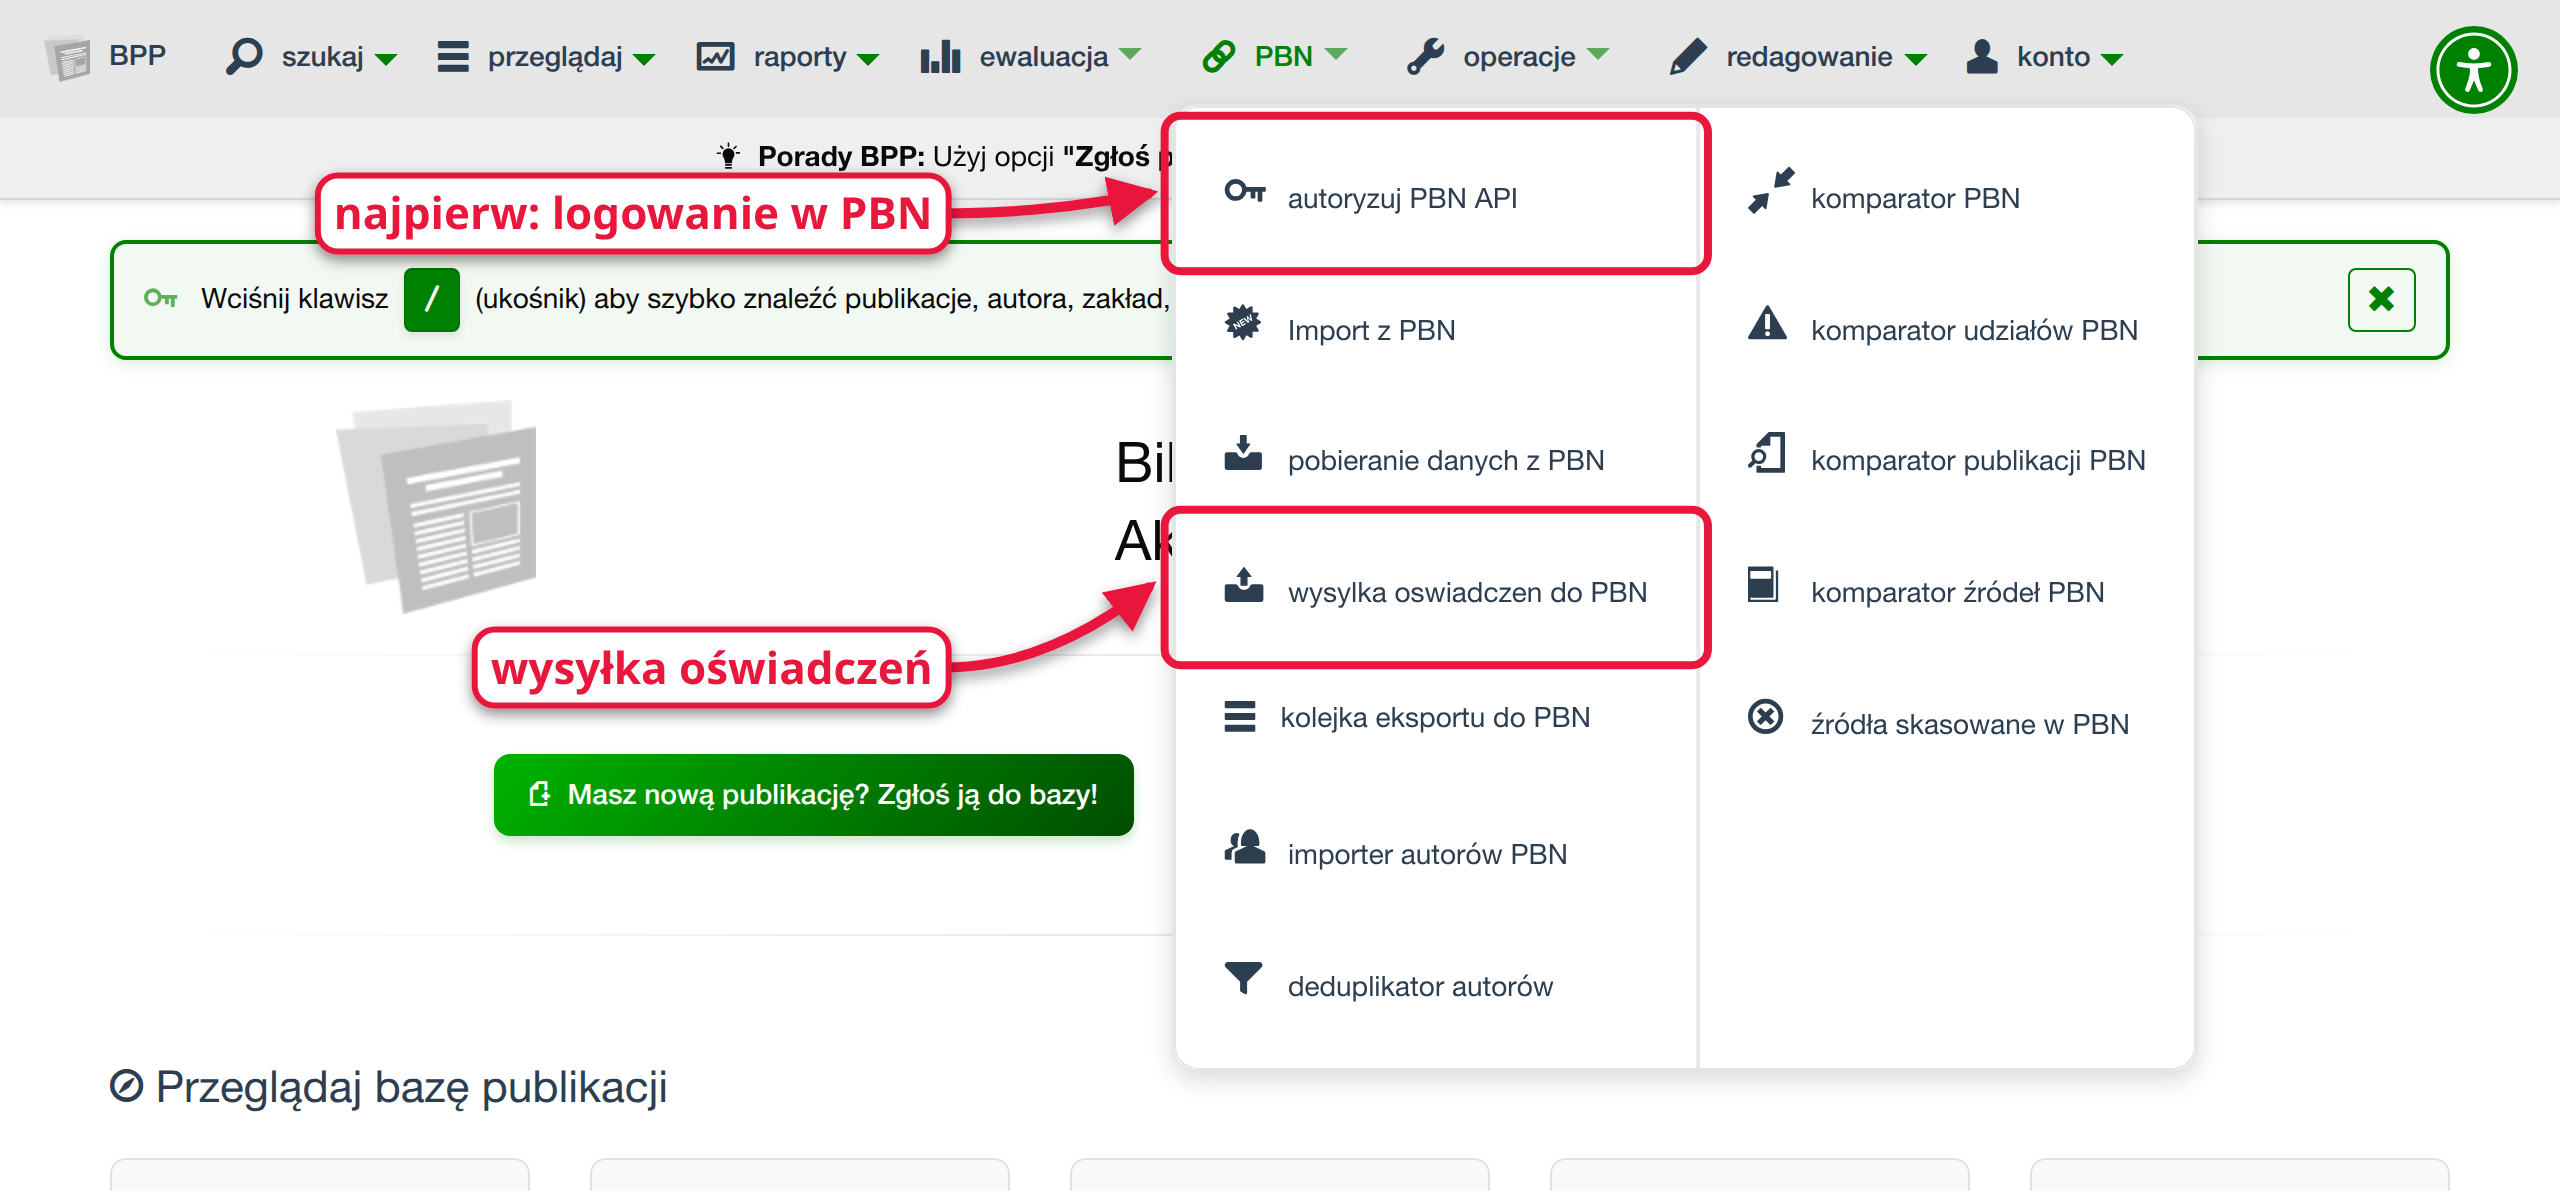 BPP szukaj przeglądaj raporty ewaluacja PBN operacje redagowanie konto
Porady BPP: Użyj opcji "Zgłoś
najpierw: logowanie w PBN
Wciśnij klawisz / (ukośnik) aby szybko znaleźć publikacje, autora, zakład,
autoryzuj PBN API
Import z PBN
pobieranie danych z PBN
wysylka oswiadczen do PBN
kolejka eksportu do PBN
importer autorów PBN
deduplikator autorów
komparator PBN
komparator udziałów PBN
komparator publikacji PBN
komparator źródeł PBN
źródła skasowane w PBN
NEW
wysyłka oświadczeń
Masz nową publikację? Zgłoś ją do bazy!
Przeglądaj bazę publikacji